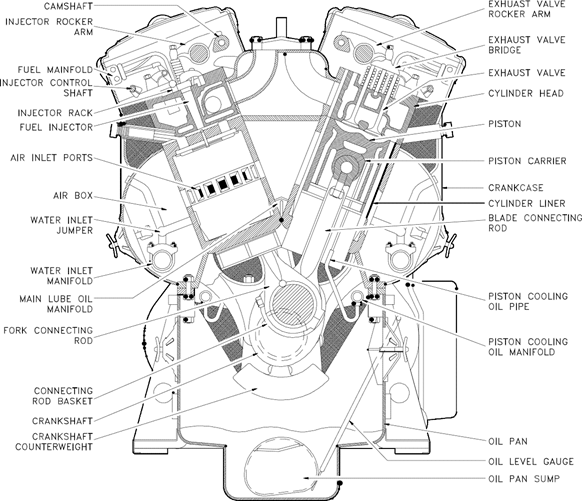 CAMSHAFT
INJECTOR ROCKER
ARM
FUEL MAINFOLD
INJECTOR CONTROL
SHAFT
INJECTOR RACK
FUEL INJECTOR
AIR INLET PORTS
AIR BOX
WATER INLET
JUMPER
WATER INLET
MANIFOLD
MAIN LUBE OIL
MANIFOLD
FORK CONNECTING
ROD
CONNECTING
ROD BASKET
CRANKSHAFT
CRANKSHAFT
COUNTERWEIGHT
EXHUAST VALVE
ROCKER ARM
EXHAUST VALVE
BRIDGE
EXHAUST VALVE
CYLINDER HEAD
PISTON
PISTON CARRIER
CRANKCASE
CYLINDER LINER
BLADE CONNECTING
ROD
PISTON COOLING
OIL PIPE
PISTON COOLING
OIL MANIFOLD
OIL PAN
OIL LEVEL GAUGE
OIL PAN SUMP